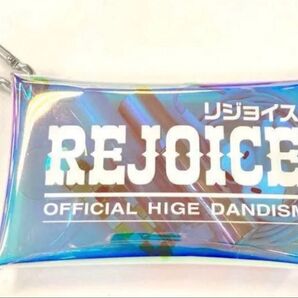 リジョイス
REJOICE
OFFICIAL HIGE DANDISM